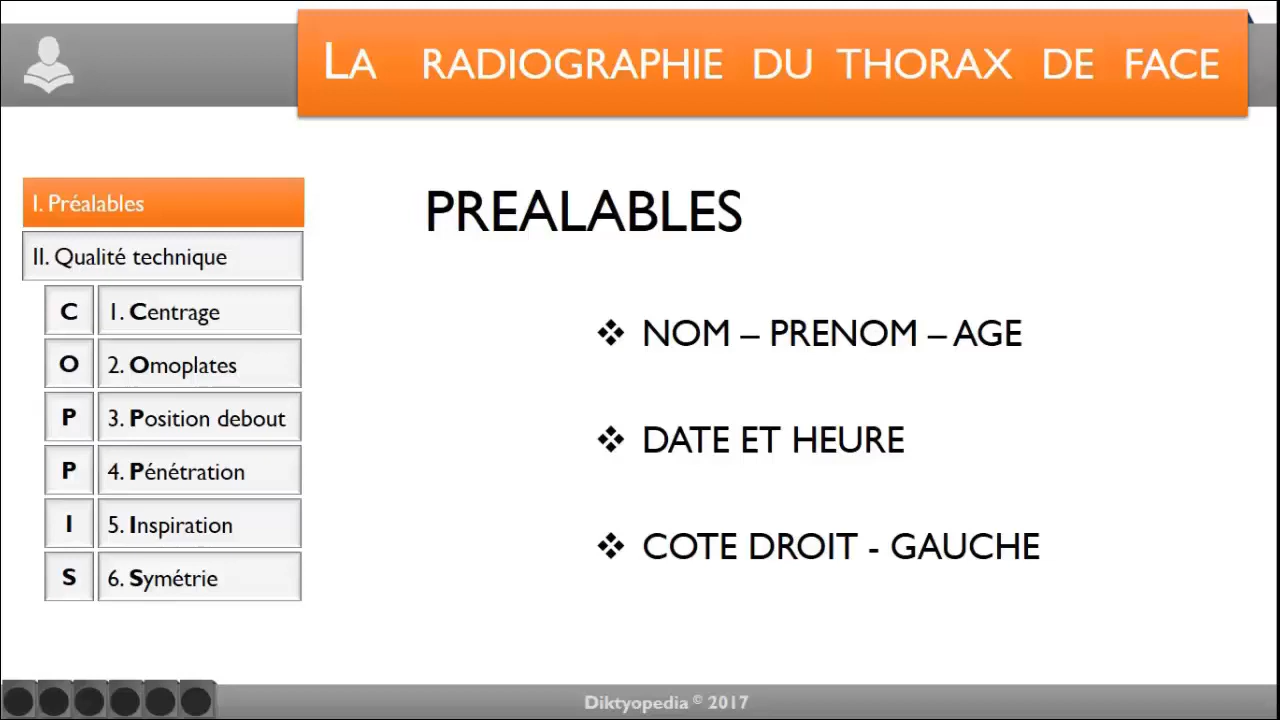 LA RADIOGRAPHIE DU THORAX DE FACE
I. Préalables
II. Qualité technique
C 1. Centrage
O 2. Omoplates
P 3. Position debout
P 4. Pénétration
I 5. Inspiration
S 6. Symétrie
PREALABLES
❖ NOM – PRENOM – AGE
❖ DATE ET HEURE
❖ COTE DROIT - GAUCHE
Diktyopedia © 2017